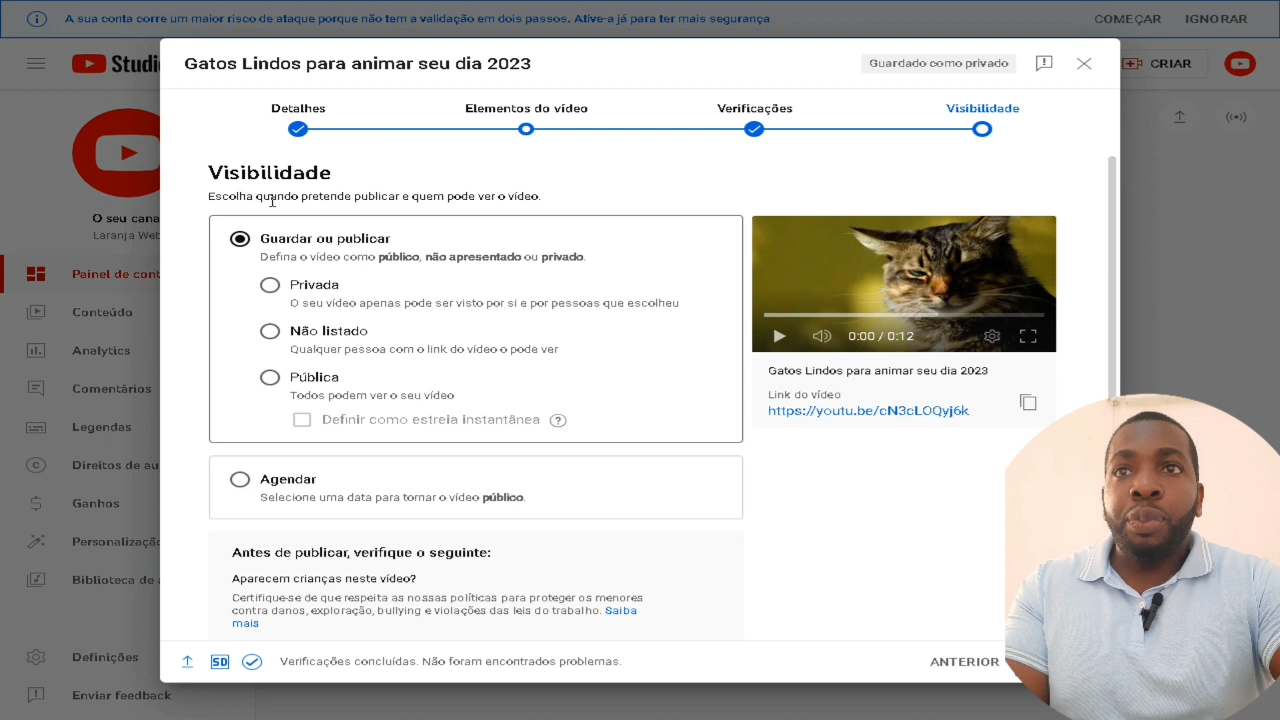 A sua conta corre um maior risco de ataque porque não tem a validação em dois passos. Ative-a já para ter mais segurança
COMEÇAR
IGNORAR
Studi
CRIAR
Gatos Lindos para animar seu dia 2023
Guardado como privado
Detalhes
Elementos do vídeo
Verificações
Visibilidade
O seu cana
Laranja Web
Painel de cont
Conteúdo
Analytics
Comentários
Legendas
Direitos de au
Ganhos
Personalização
Biblioteca de a
Definições
Enviar feedback
Visibilidade
Escolha quando pretende publicar e quem pode ver o vídeo.
Guardar ou publicar
Defina o vídeo como público, não apresentado ou privado.
Privada
O seu vídeo apenas pode ser visto por si e por pessoas que escolheu
Não listado
Qualquer pessoa com o link do vídeo o pode ver
Pública
Todos podem ver o seu vídeo
Definir como estreia instantânea ?
Agendar
Selecione uma data para tornar o vídeo público.
Antes de publicar, verifique o seguinte:
Aparecem crianças neste vídeo?
Certifique-se de que respeita as nossas políticas para proteger os menores
contra danos, exploração, bullying e violações das leis do trabalho. Saiba
mais
0:00 / 0:12
Gatos Lindos para animar seu dia 2023
Link do vídeo
https://youtu.be/cN3cLOQyj6k
SD
Verificações concluídas. Não foram encontrados problemas.
ANTERIOR